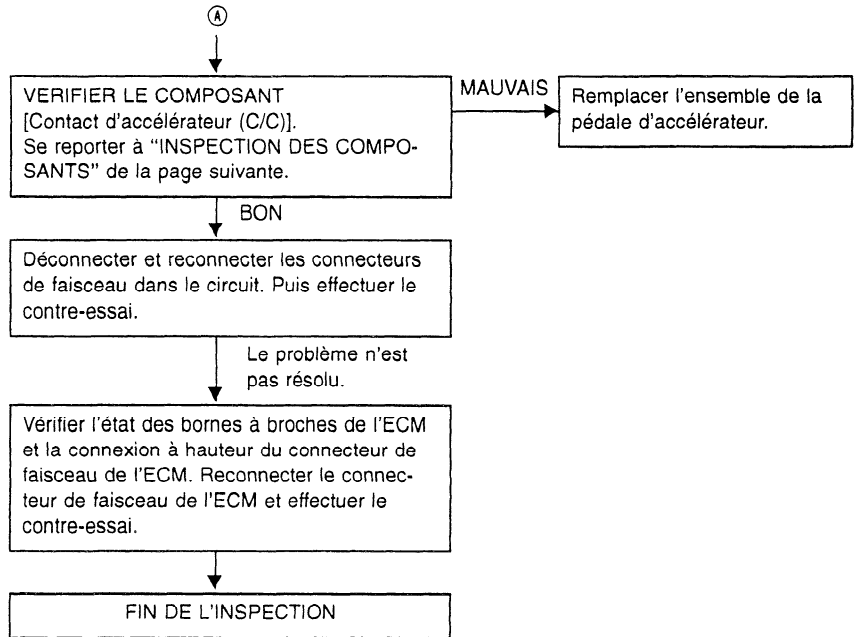 A
VERIFIER LE COMPOSANT
[Contact d'accélérateur (C/C)].
Se reporter à "INSPECTION DES COMPO-
SANTS" de la page suivante.
MAUVAIS
Remplacer l'ensemble de la
pédale d'accélérateur.
BON
Déconnecter et reconnecter les connecteurs
de faisceau dans le circuit. Puis effectuer le
contre-essai.
Le problème n'est
pas résolu.
Vérifier l'état des bornes à broches de l'ECM
et la connexion à hauteur du connecteur de
faisceau de l'ECM. Reconnecter le connec-
teur de faisceau de l'ECM et effectuer le
contre-essai.
FIN DE L'INSPECTION